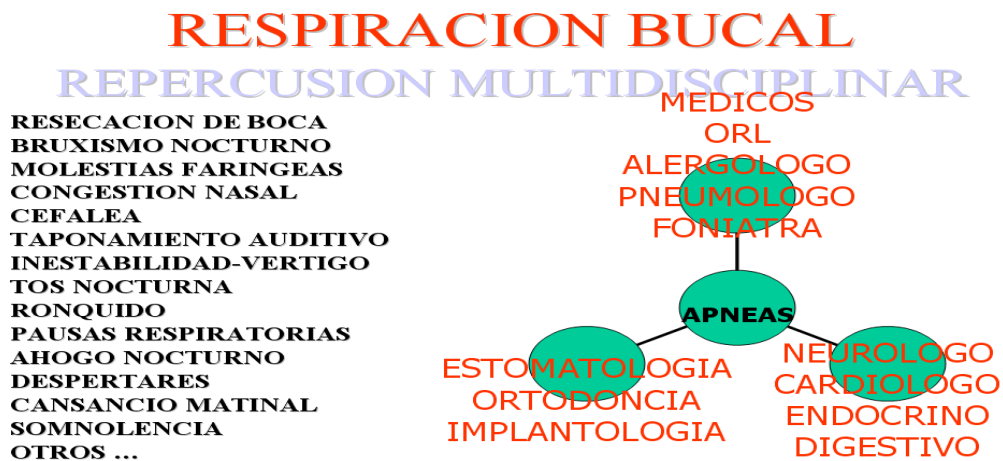 RESPIRACION BUCAL
REPERCUSION MULTIDISCIPLINAR
RESECACION DE BOCA
BRUXISMO NOCTURNO
MOLESTIAS FARINGEAS
CONGESTION NASAL
CEFALEA
TAPONAMIENTO AUDITIVO
INESTABILIDAD-VERTIGO
TOS NOCTURNA
RONQUIDO
PAUSAS RESPIRATORIAS
AHOGO NOCTURNO
DESPERTARES
CANSANCIO MATINAL
SOMNOLENCIA
OTROS ...
MEDICOS
ORL
ALERGOLOGO
PNEUMOLOGO
FONIATRA
APNEAS
ESTOMATOLOGIA
ORTODONCIA
IMPLANTOLOGIA
NEUROLOGO
CARDIOLOGO
ENDOCRINO
DIGESTIVO